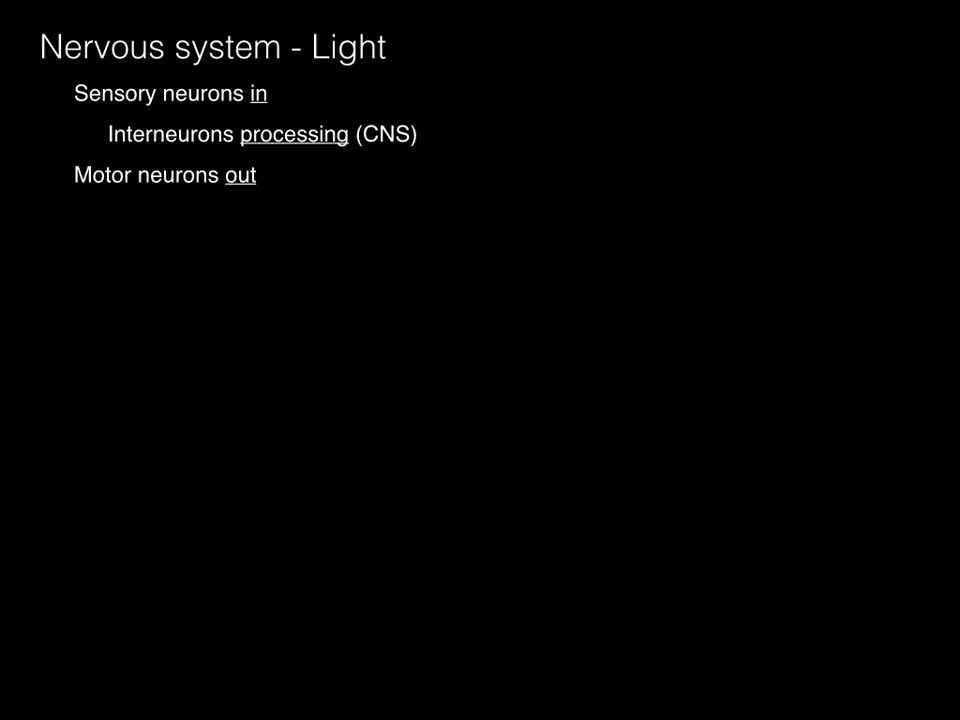 Nervous system - Light
Sensory neurons in
Interneurons processing (CNS)
Motor neurons out